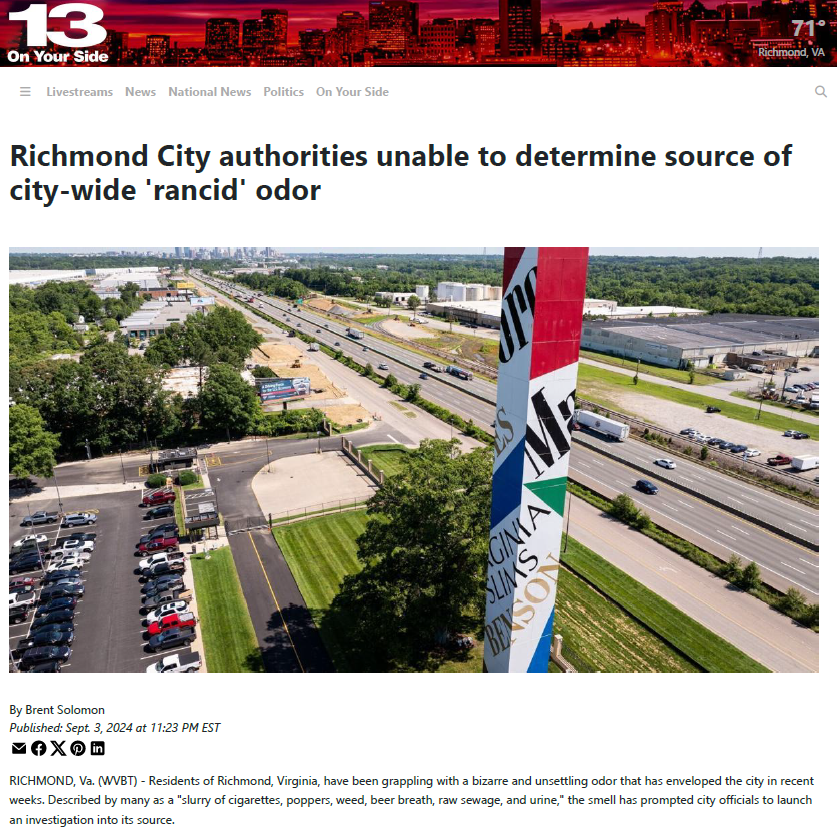 13
On Your Side
71°
Richmond, VA
Livestreams News National News Politics On Your Side
Richmond City authorities unable to determine source of
city-wide 'rancid' odor
Ma
GINIA
SLIMS
BENSON
By Brent Solomon
Published: Sept. 3, 2024 at 11:23 PM EST
RICHMOND, Va. (WVBT) - Residents of Richmond, Virginia, have been grappling with a bizarre and unsettling odor that has enveloped the city in recent
weeks. Described by many as a "slurry of cigarettes, poppers, weed, beer breath, raw sewage, and urine," the smell has prompted city officials to launch
an investigation into its source.